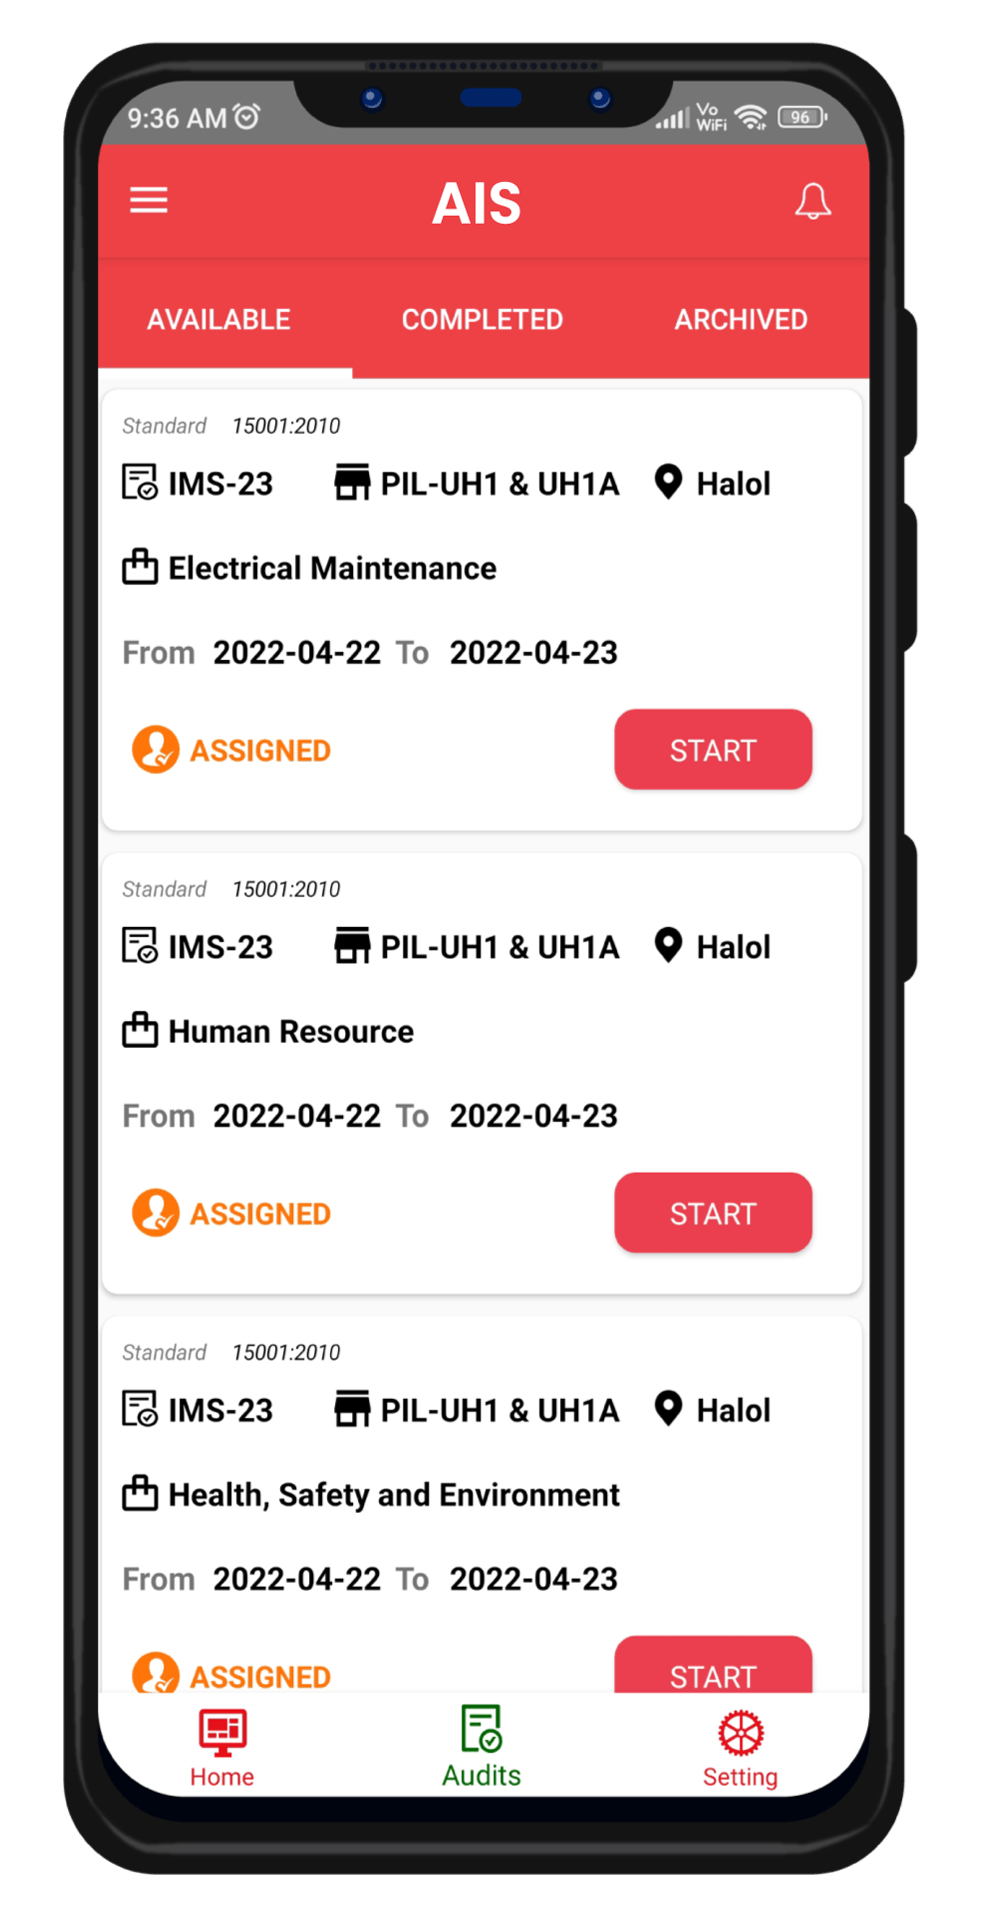 9:36 AM Vo WiFi 96
AIS
AVAILABLE COMPLETED ARCHIVED
Standard 15001:2010
IMS-23 PIL-UH1 & UH1A Halol
Electrical Maintenance
From 2022-04-22 To 2022-04-23
ASSIGNED START
Standard 15001:2010
IMS-23 PIL-UH1 & UH1A Halol
Human Resource
From 2022-04-22 To 2022-04-23
ASSIGNED START
Standard 15001:2010
IMS-23 PIL-UH1 & UH1A Halol
Health, Safety and Environment
From 2022-04-22 To 2022-04-23
ASSIGNED START
Home Audits Setting